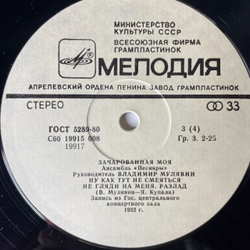 МИНИСТЕРСТВО
КУЛЬТУРЫ СССР
ВСЕСОЮЗНАЯ ФИРМА
ГРАМПЛАСТИНОК
МЕЛОДИЯ
АПРЕЛЕВСКИЙ ОРДЕНА ЛЕНИНА ЗАВОД ГРАМПЛАСТИНОК
СТЕРЕО 33
ГОСТ 5289-80 3 (4)
С60 19915 008 Гр. 3. 2-25
19917
ЗАЧАРОВАННАЯ МОЯ
Ансамбль «Песняры»
Руководитель ВЛАДИМИР МУЛЯВИН
НУ КАК ТУТ НЕ СМЕЯТЬСЯ
НЕ ГЛЯДИ НА МЕНЯ. РАЗЛАД
(В. Мулявин—Я. Купала)
Запись из Гос. центрального
концертного зала
1982 г.